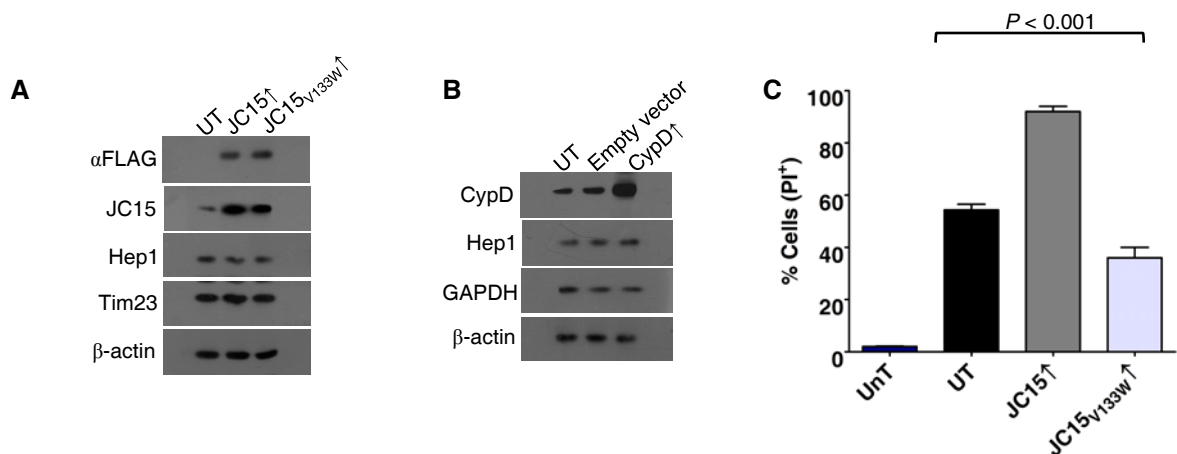 A
UT
JC15↑
JC15V133W↑
αFLAG
JC15
Hep1
Tim23
β-actin
B
UT
Empty vector
CypD↑
CypD
Hep1
GAPDH
β-actin
C
P < 0.001
% Cells (PI+)
100
80
60
40
20
0
UnT
UT
JC15↑
JC15V133W↑